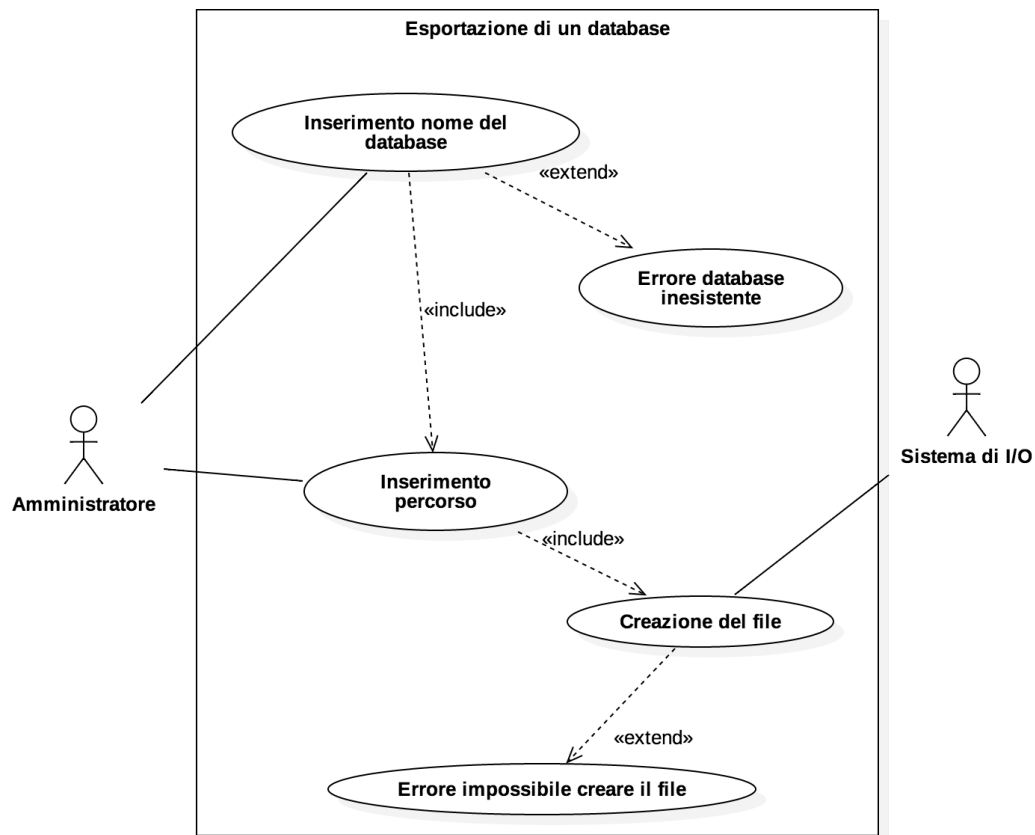 Esportazione di un database
Inserimento nome del
database
«extend»
Errore database
inesistente
«include»
Sistema di I/O
Amministratore
Inserimento
percorso
«include»
Creazione del file
«extend»
Errore impossibile creare il file